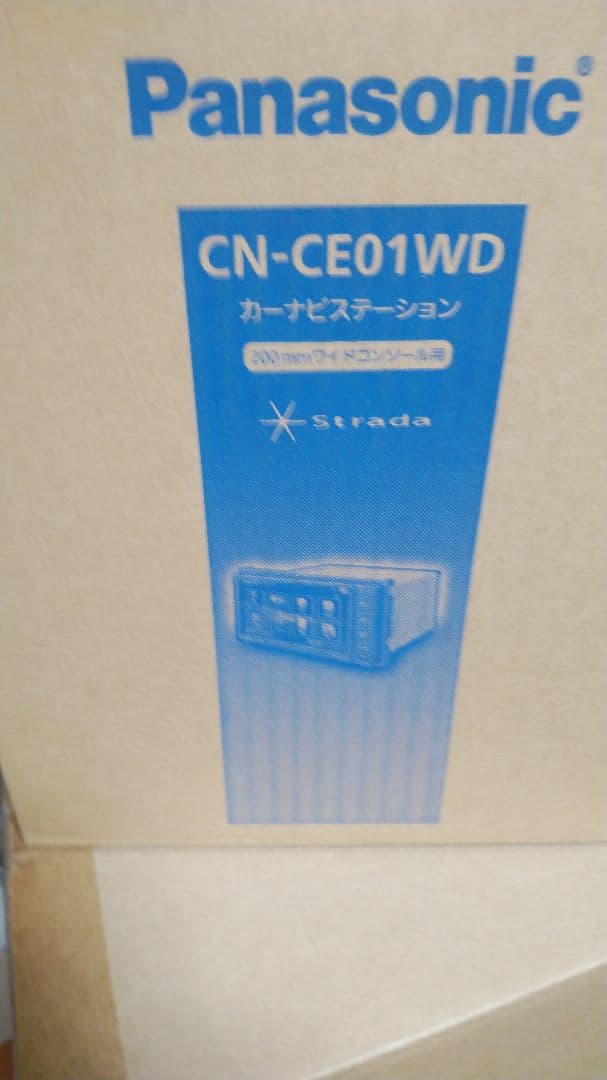 Panasonic®
CN-CE01WD
カーナビステーション
200mmワイドコンソール用
Strada